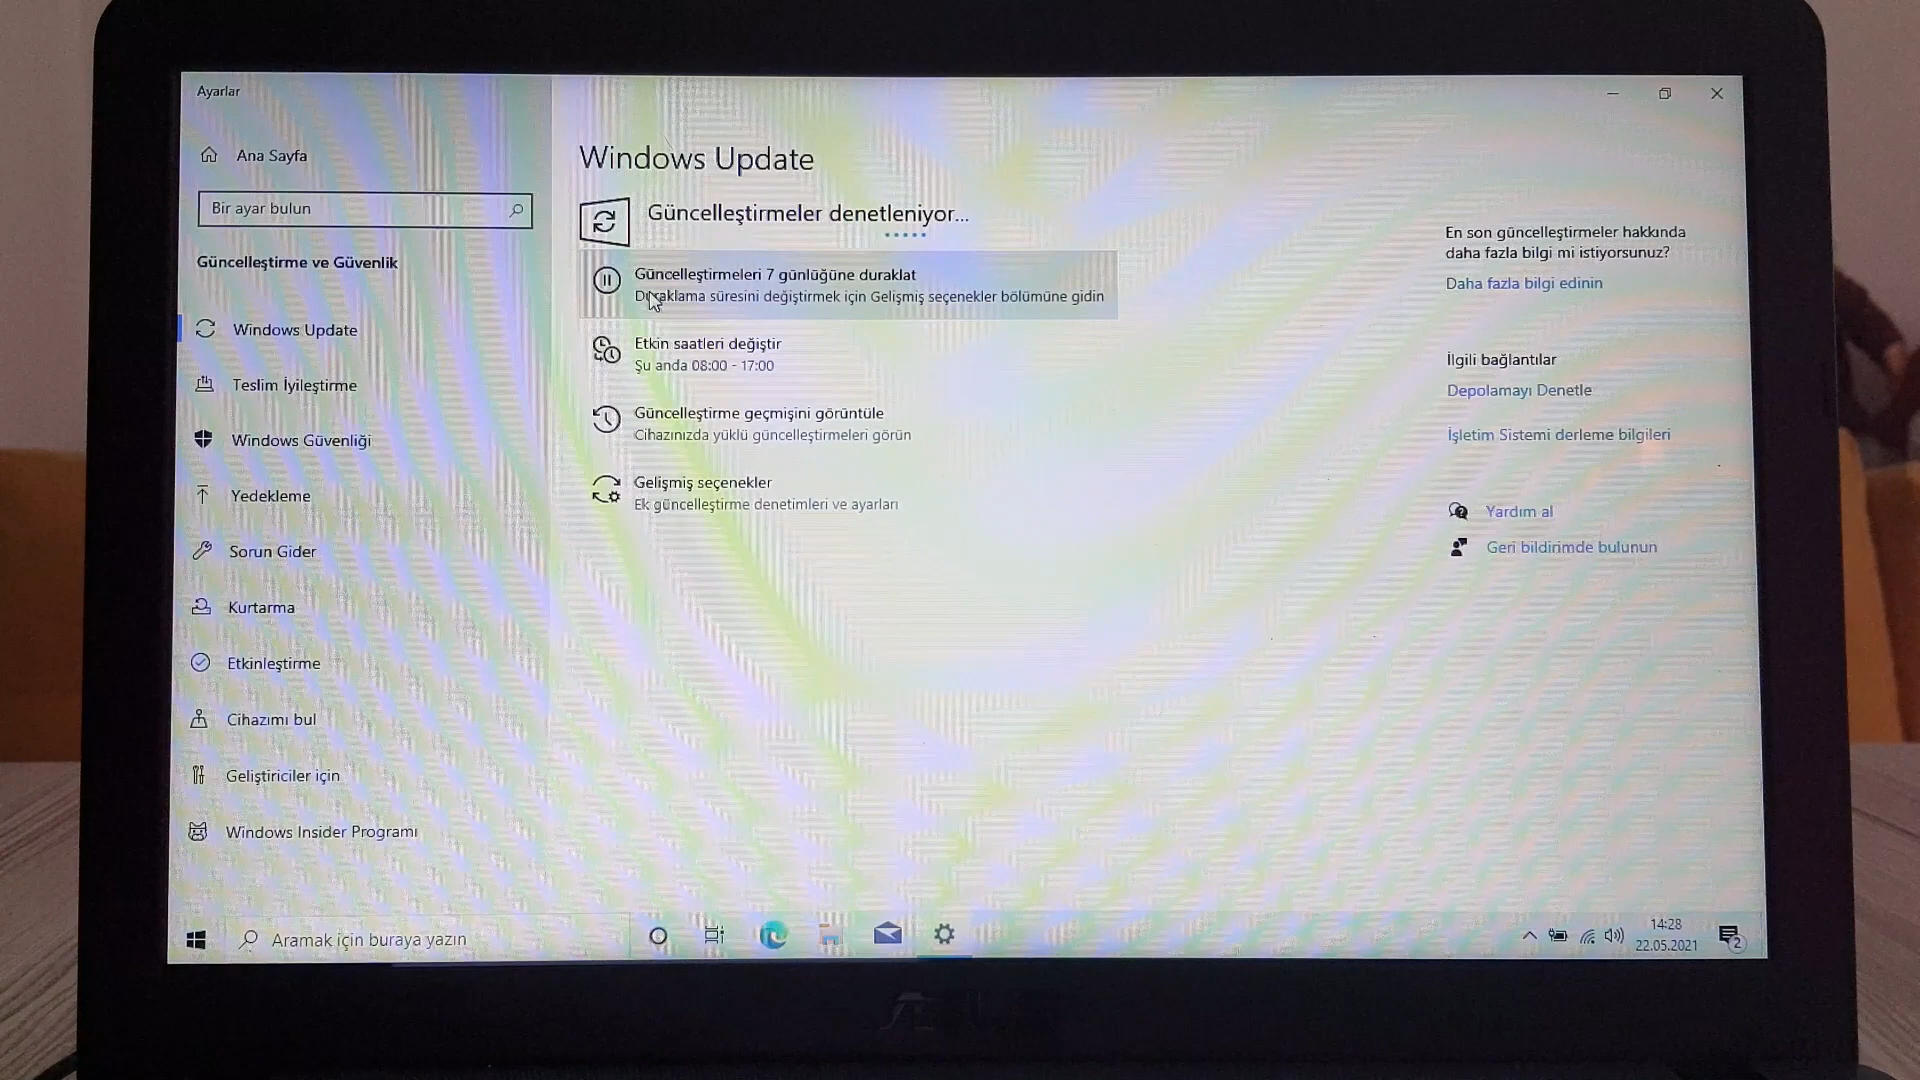 Ayarlar
Ana Sayfa
Bir ayar bulun
Güncelleştirme ve Güvenlik
Windows Update
Teslim İyileştirme
Windows Güvenliği
Yedekleme
Sorun Gider
Kurtarma
Etkinleştirme
Cihazımı bul
Geliştiriciler için
Windows Insider Programı
Windows Update
Güncelleştirmeler denetleniyor...
Güncelleştirmeleri 7 günlüğüne duraklat
Duraklama süresini değiştirmek için Gelişmiş seçenekler bölümüne gidin
Etkin saatleri değiştir
Şu anda 08:00 - 17:00
Güncelleştirme geçmişini görüntüle
Cihazınızda yüklü güncelleştirmeleri görün
Gelişmiş seçenekler
Ek güncelleştirme denetimleri ve ayarları
En son güncelleştirmeler hakkında
daha fazla bilgi mi istiyorsunuz?
Daha fazla bilgi edinin
İlgili bağlantılar
Depolamayı Denetle
İşletim Sistemi derleme bilgileri
Yardım al
Geri bildirimde bulunun
Aramak için buraya yazın
14:28
22.05.2021
2
ASUS